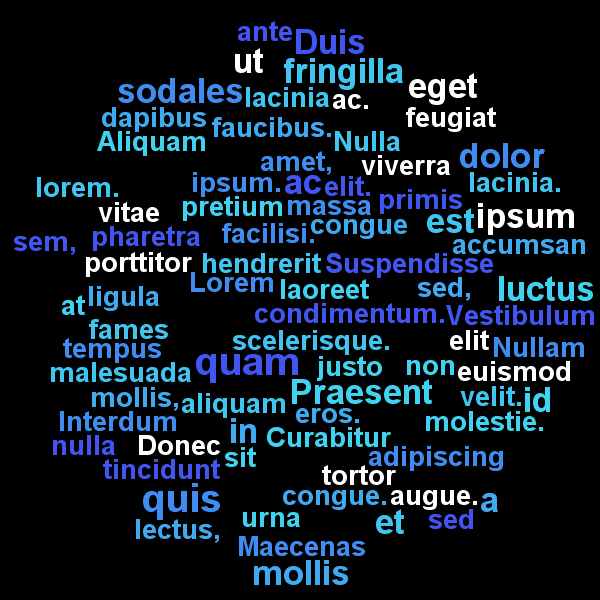 ante Duis
ut fringilla
sodales lacinia ac. eget
dapibus faucibus. feugiat
Aliquam Nulla
amet, viverra dolor
lorem. ipsum. ac elit. primis lacinia.
vitae pretium massa est ipsum
sem, pharetra facilisi. congue accumsan
porttitor hendrerit Suspendisse
ligula Lorem laoreet sed, luctus
at condimentum. Vestibulum
fames scelerisque. elit Nullam
tempus quam justo non euismod
malesuada
mollis, aliquam Praesent velit. id
Interdum in eros. molestie.
nulla Donec Curabitur
tincidunt sit adipiscing
tortor
quis congue. augue. a
lectus, urna et sed
Maecenas
mollis